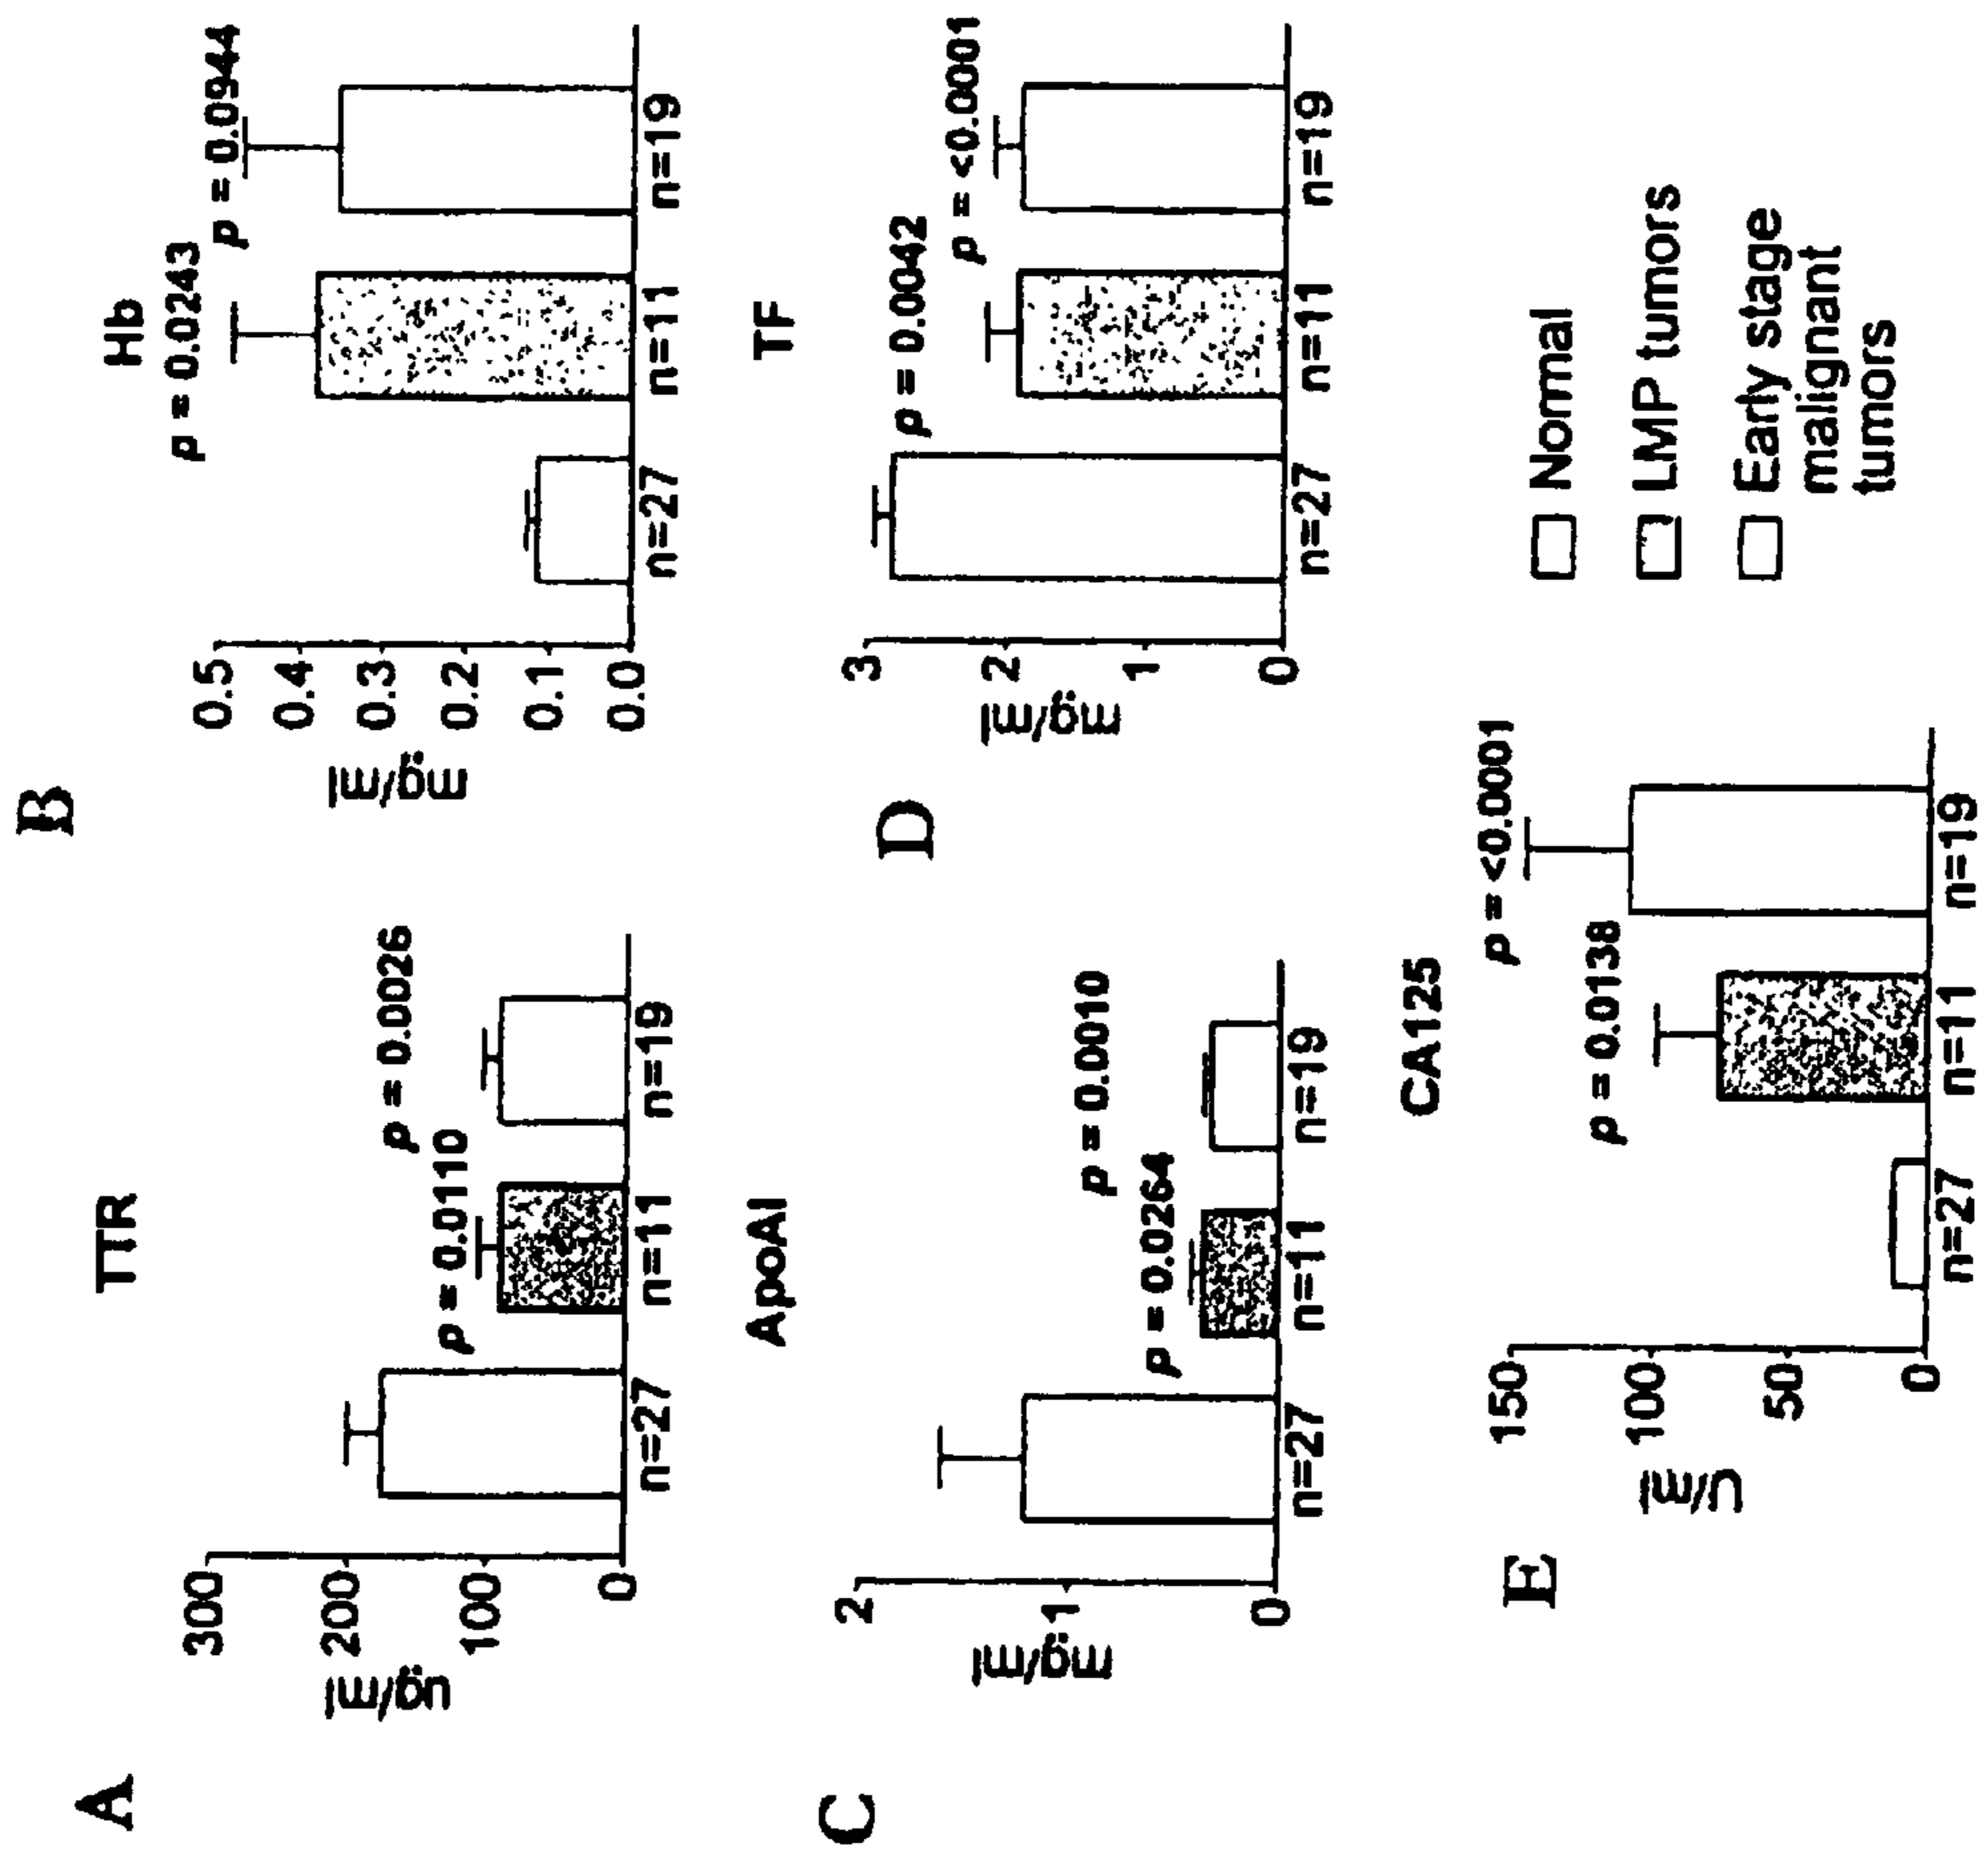 A
TTR
300
200
100
0
ug/ml
p = 0.0110
p = 0.0026
n=27
n=11
n=19
B
Hb
0.5
0.4
0.3
0.2
0.1
0.0
mg/ml
p = 0.0243
p = 0.0944
n=27
n=11
n=19
C
ApoAI
2
1
0
mg/ml
p = 0.0264
p = 0.0010
n=27
n=11
n=19
D
TF
3
2
1
0
mg/ml
p = 0.0042
p = <0.0001
n=27
n=11
n=19
E
CA125
150
100
50
0
U/ml
p = 0.0138
p = <0.0001
n=27
n=11
n=19
Normal
LMP tumors
Early stage
malignant
tumors